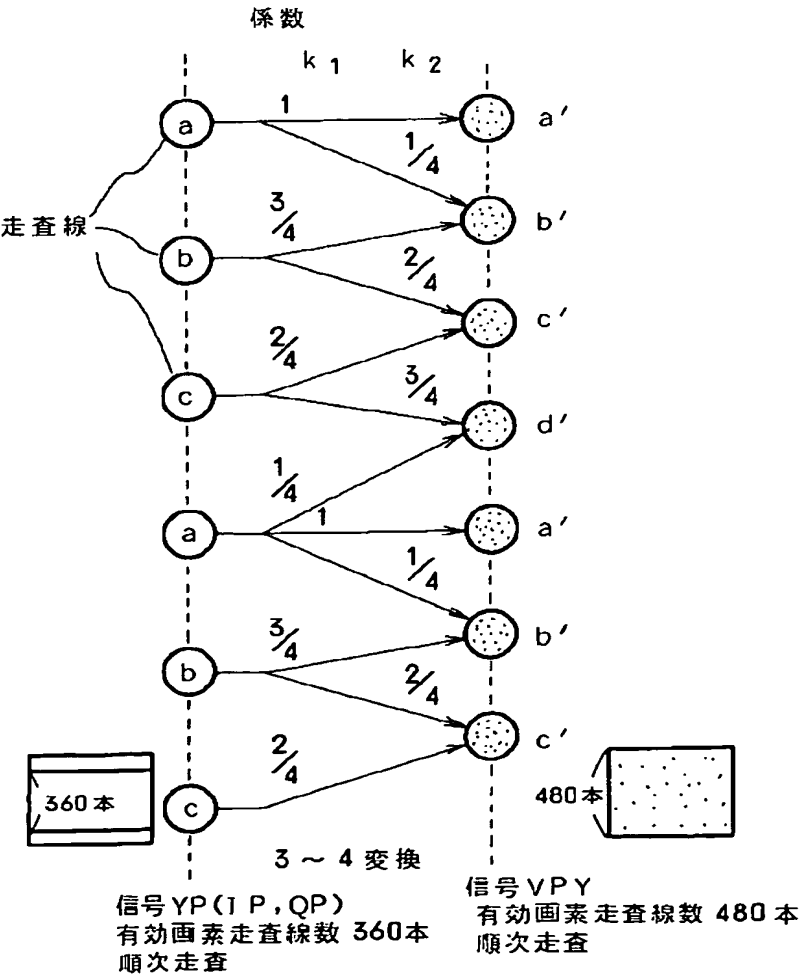 係数
k1 k2
a 1 a′
1/4
3/4 b′
走査線
b 2/4
c′
2/4
c 3/4
d′
1/4
a 1 a′
1/4
3/4 b′
b 2/4
c′
2/4
360本 c 480本
3～4変換
信号YP(IP,QP)
有効画素走査線数 360本
順次走査
信号VPY
有効画素走査線数 480本
順次走査